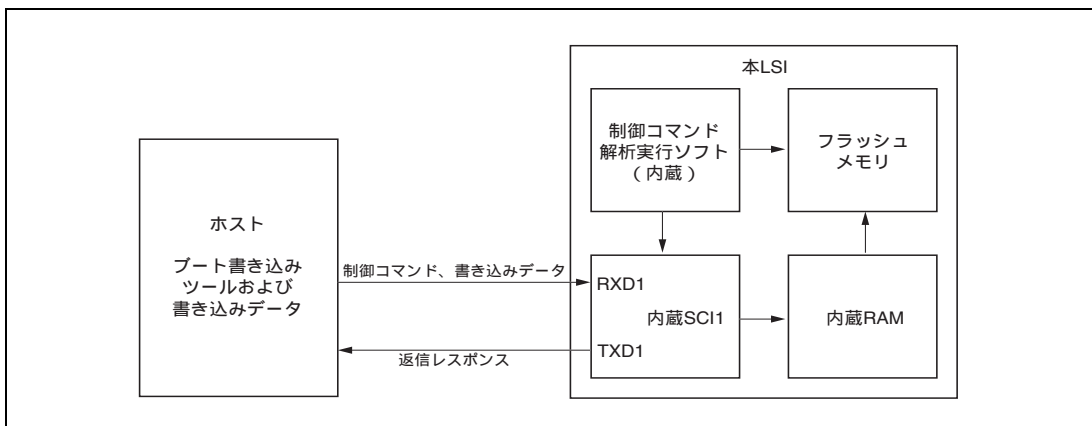 本LSI
制御コマンド
解析実行ソフト
（内蔵）
フラッシュ
メモリ
ホスト
ブート書き込み
ツールおよび
書き込みデータ
制御コマンド、書き込みデータ
RXD1
内蔵SCI1
内蔵RAM
TXD1
返信レスポンス